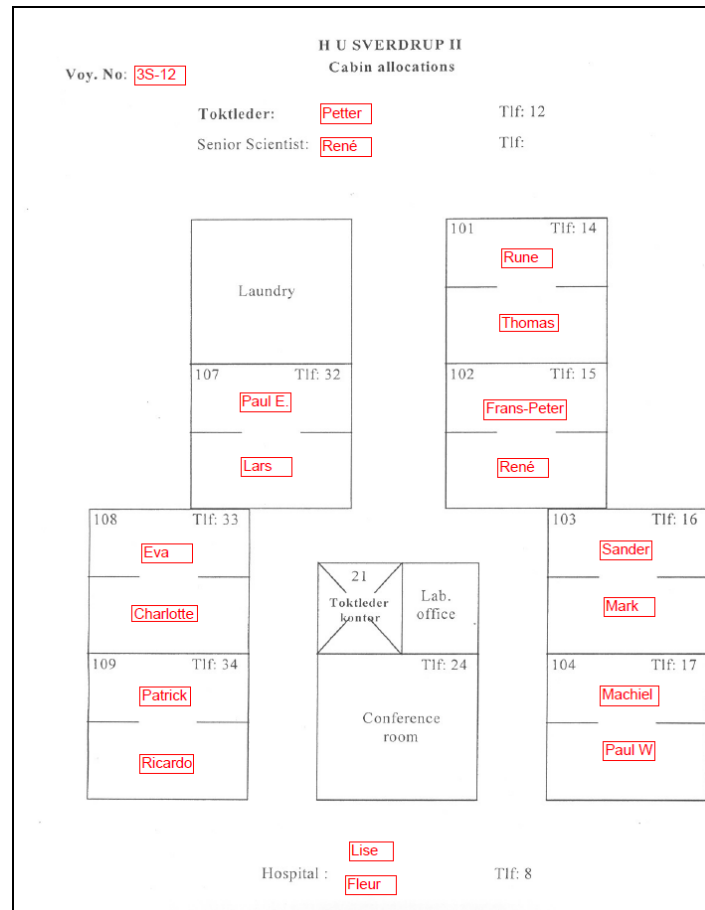 H U SVERDRUP II
Cabin allocations
Voy. No: 3S-12
Toktleder: Petter Tlf: 12
Senior Scientist: René Tlf:
Laundry
101 Tlf: 14
Rune
Thomas
107 Tlf: 32
Paul E.
Lars
102 Tlf: 15
Frans-Peter
René
108 Tlf: 33
Eva
Charlotte
21
Toktleder
kontor
Lab.
office
103 Tlf: 16
Sander
Mark
109 Tlf: 34
Patrick
Ricardo
Tlf: 24
Conference
room
104 Tlf: 17
Machiel
Paul W
Lise
Hospital : Tlf: 8
Fleur